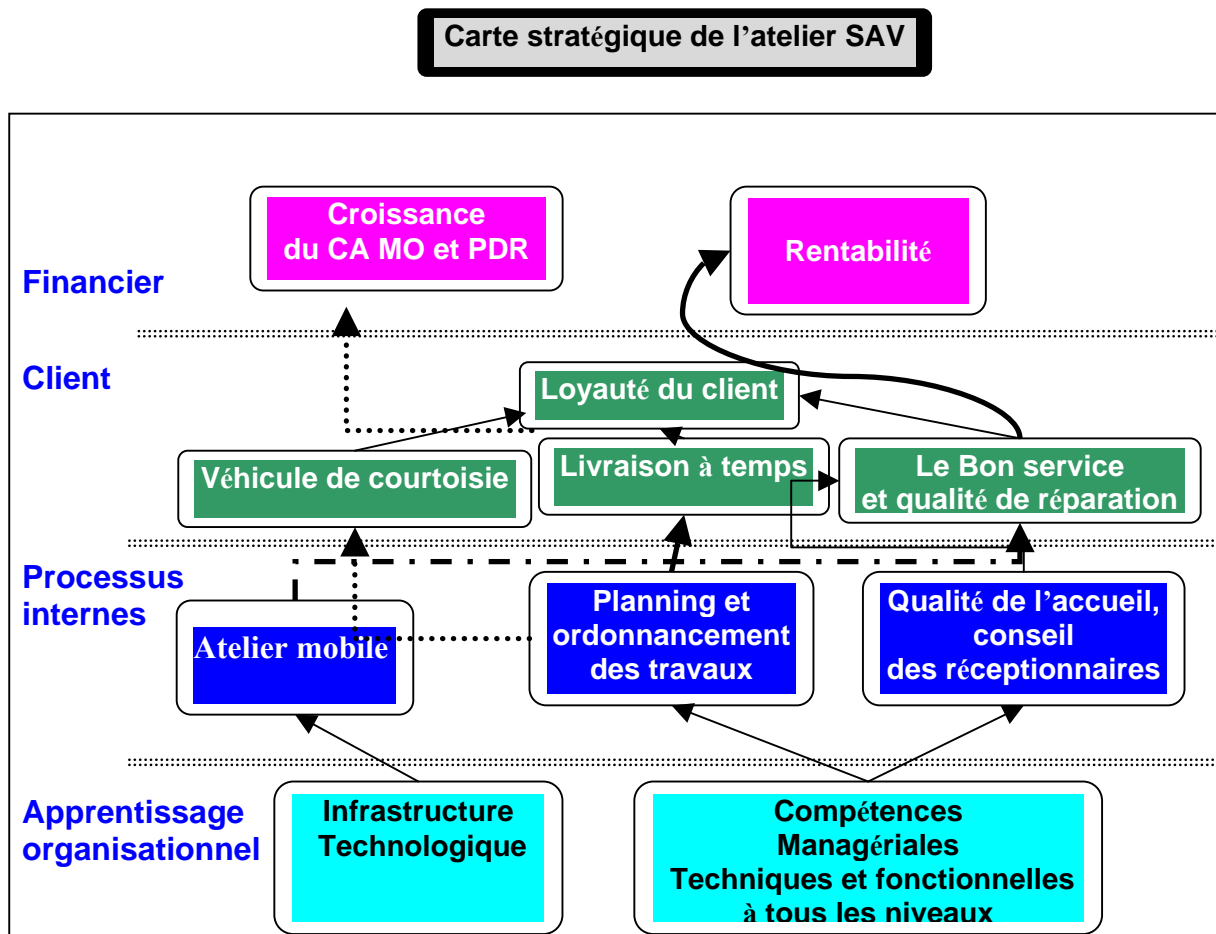 Carte stratégique de l’atelier SAV
Croissance
du CA MO et PDR
Rentabilité
Financier
Client
Loyauté du client
Véhicule de courtoisie
Livraison à temps
Le Bon service
et qualité de réparation
Processus
internes
Atelier mobile
Planning et
ordonnancement
des travaux
Qualité de l’accueil,
conseil
des réceptionnaires
Apprentissage
organisationnel
Infrastructure
Technologique
Compétences
Managériales
Techniques et fonctionnelles
à tous les niveaux